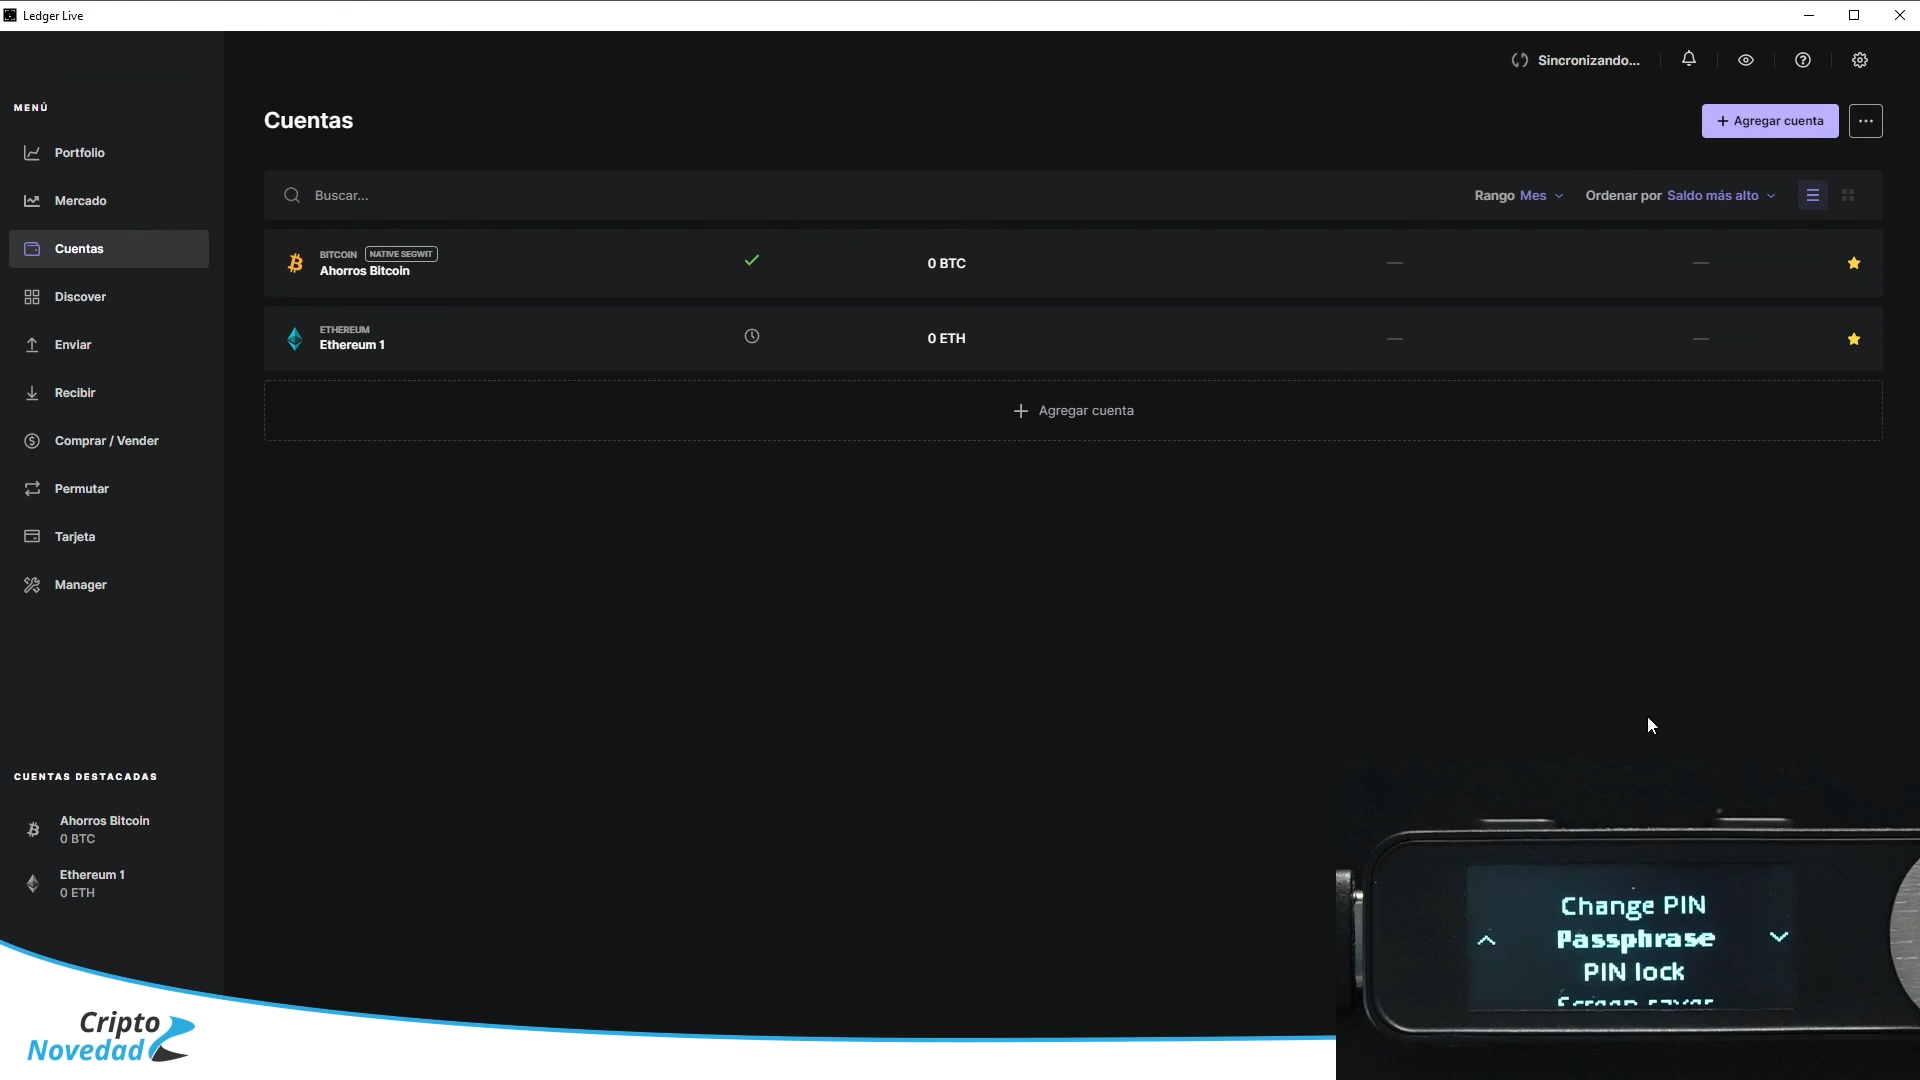 Ledger Live
Sincronizando...
MENÚ
Portfolio
Mercado
Cuentas
Discover
Enviar
Recibir
Comprar / Vender
Permutar
Tarjeta
Manager
CUENTAS DESTACADAS
Ahorros Bitcoin
0 BTC
Ethereum 1
0 ETH
Cripto
Novedad
Cuentas
+ Agregar cuenta
Buscar...
Rango Mes
Ordenar por Saldo más alto
BITCOIN NATIVE SEGWIT
Ahorros Bitcoin
0 BTC
— —
ETHEREUM
Ethereum 1
0 ETH
— —
+ Agregar cuenta
Change PIN
Passphrase
PIN lock
Screen saver